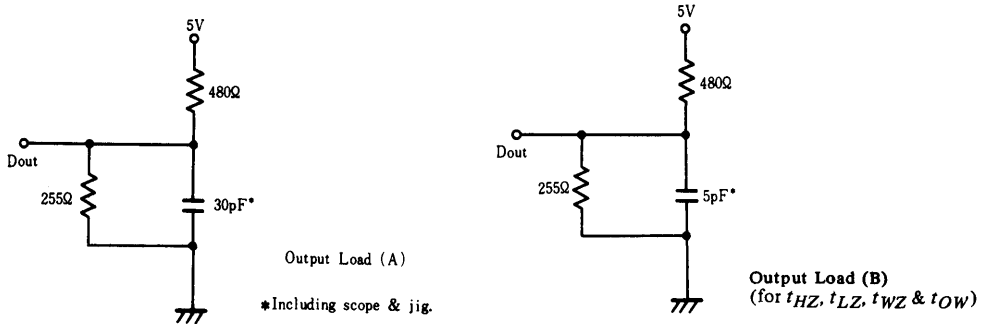 5V
480Ω
Dout
255Ω
30pF*
Output Load (A)
*Including scope & jig.
5V
480Ω
Dout
255Ω
5pF*
Output Load (B)
(for tHZ, tLZ, tWZ & tOW)